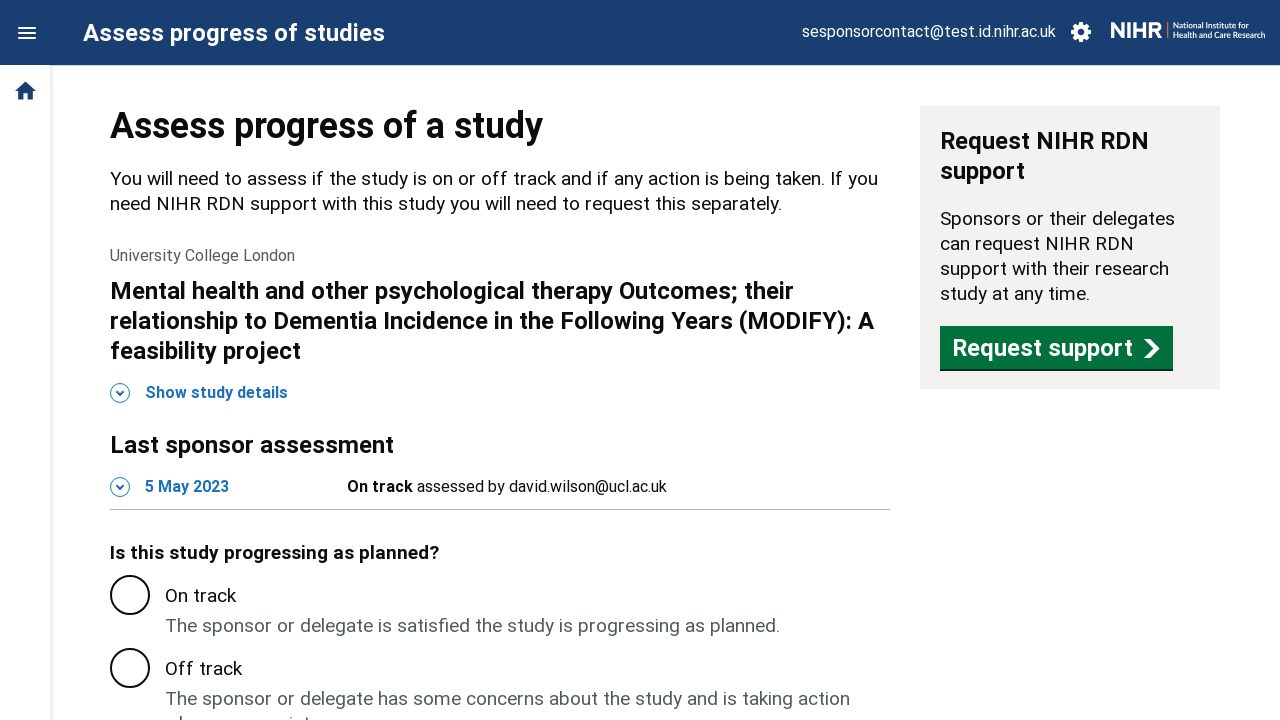 Assess progress of studies
sesponsorcontact@test.id.nihr.ac.uk
NIHR
National Institute for
Health and Care Research
Assess progress of a study
You will need to assess if the study is on or off track and if any action is being taken. If you
need NIHR RDN support with this study you will need to request this separately.
University College London
Mental health and other psychological therapy Outcomes; their
relationship to Dementia Incidence in the Following Years (MODIFY): A
feasibility project
Show study details
Last sponsor assessment
5 May 2023
On track assessed by david.wilson@ucl.ac.uk
Is this study progressing as planned?
On track
The sponsor or delegate is satisfied the study is progressing as planned.
Off track
The sponsor or delegate has some concerns about the study and is taking action
Request NIHR RDN
support
Sponsors or their delegates
can request NIHR RDN
support with their research
study at any time.
Request support